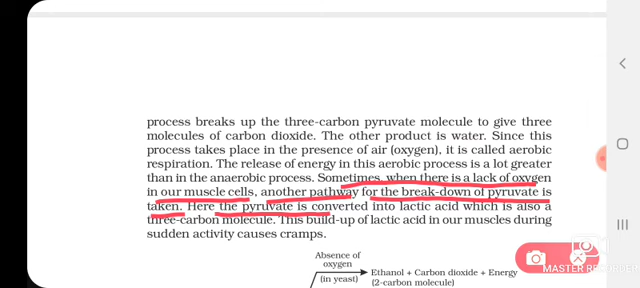 process breaks up the three-carbon pyruvate molecule to give three
molecules of carbon dioxide. The other product is water. Since this
process takes place in the presence of air (oxygen), it is called aerobic
respiration. The release of energy in this aerobic process is a lot greater
than in the anaerobic process. Sometimes, when there is a lack of oxygen
in our muscle cells, another pathway for the break-down of pyruvate is
taken. Here the pyruvate is converted into lactic acid which is also a
three-carbon molecule. This build-up of lactic acid in our muscles during
sudden activity causes cramps.
Absence of
oxygen
(in yeast)
Ethanol + Carbon dioxide + Energy
(2-carbon molecule)
MASTER RECORDE